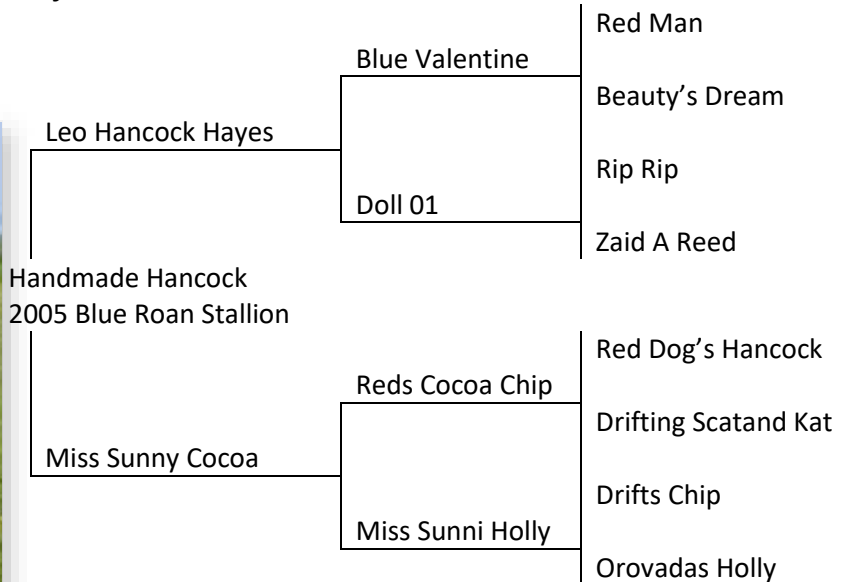 Red Man
Blue Valentine
Beauty's Dream
Leo Hancock Hayes
Rip Rip
Doll 01
Zaid A Reed
Handmade Hancock
2005 Blue Roan Stallion
Red Dog's Hancock
Reds Cocoa Chip
Drifting Scatand Kat
Miss Sunny Cocoa
Drifts Chip
Miss Sunni Holly
Orovadas Holly